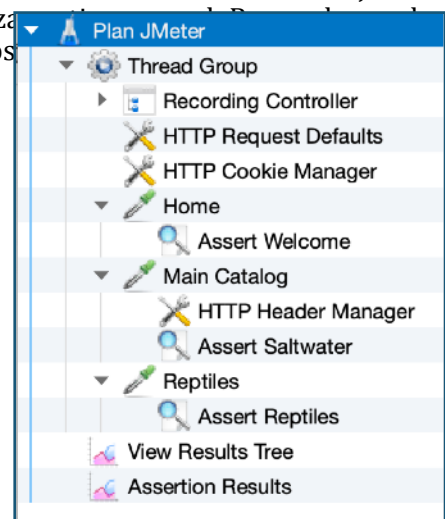 Plan JMeter
Thread Group
Recording Controller
HTTP Request Defaults
HTTP Cookie Manager
Home
Assert Welcome
Main Catalog
HTTP Header Manager
Assert Saltwater
Reptiles
Assert Reptiles
View Results Tree
Assertion Results